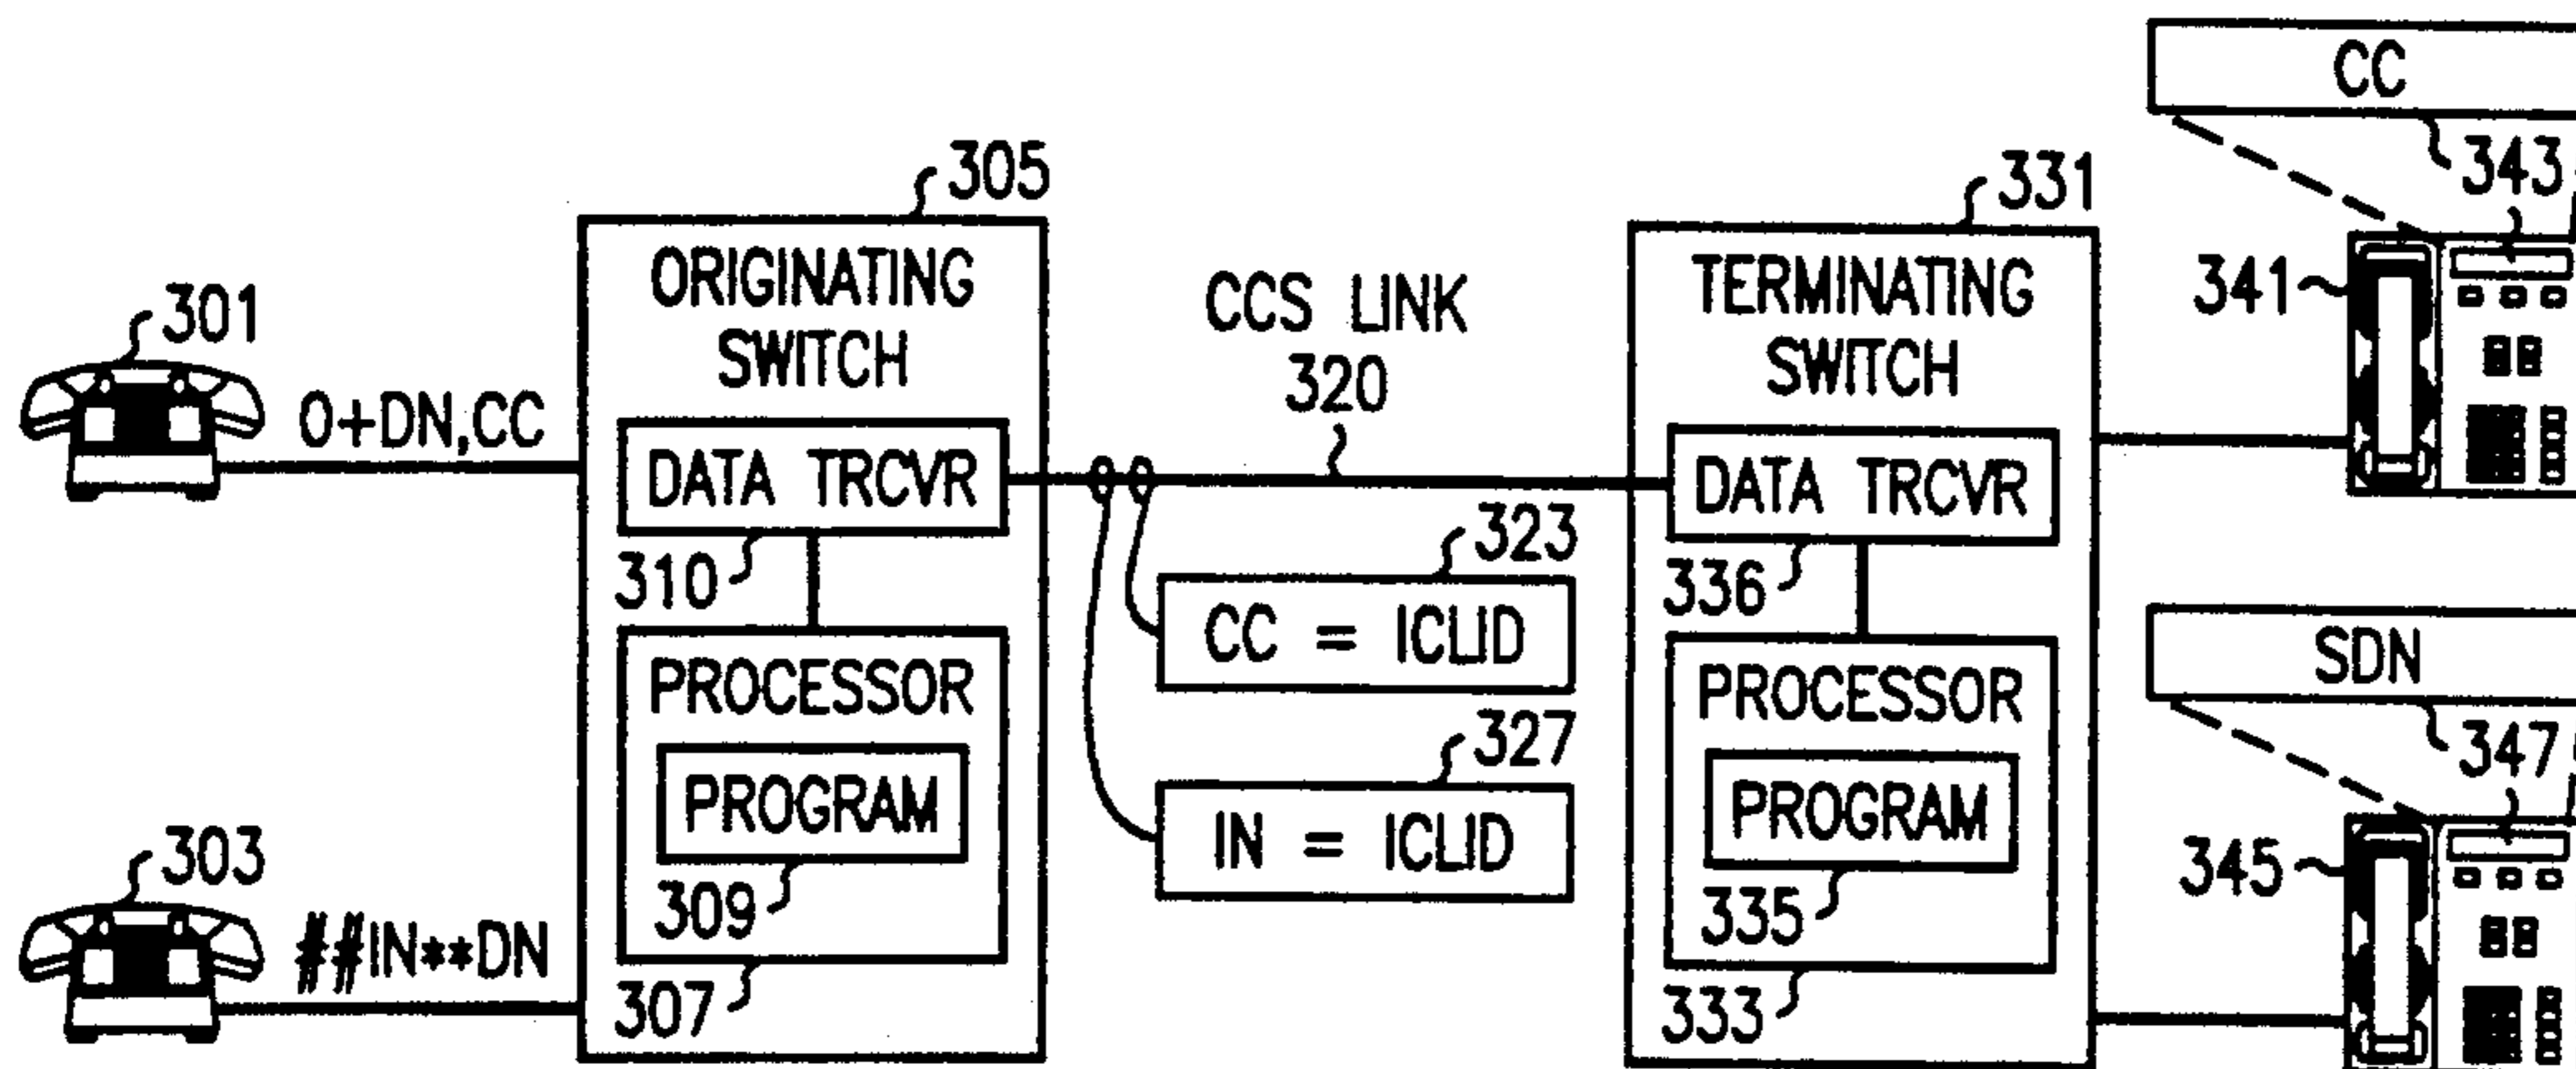 CC
343
305
331
ORIGINATING
SWITCH
TERMINATING
SWITCH
CCS LINK
320
341
301
0+DN,CC
DATA TRCVR
DATA TRCVR
310
336
323
CC = ICLID
SDN
PROCESSOR
PROCESSOR
327
347
PROGRAM
PROGRAM
IN = ICLID
303
345
309
335
##IN**DN
307
333